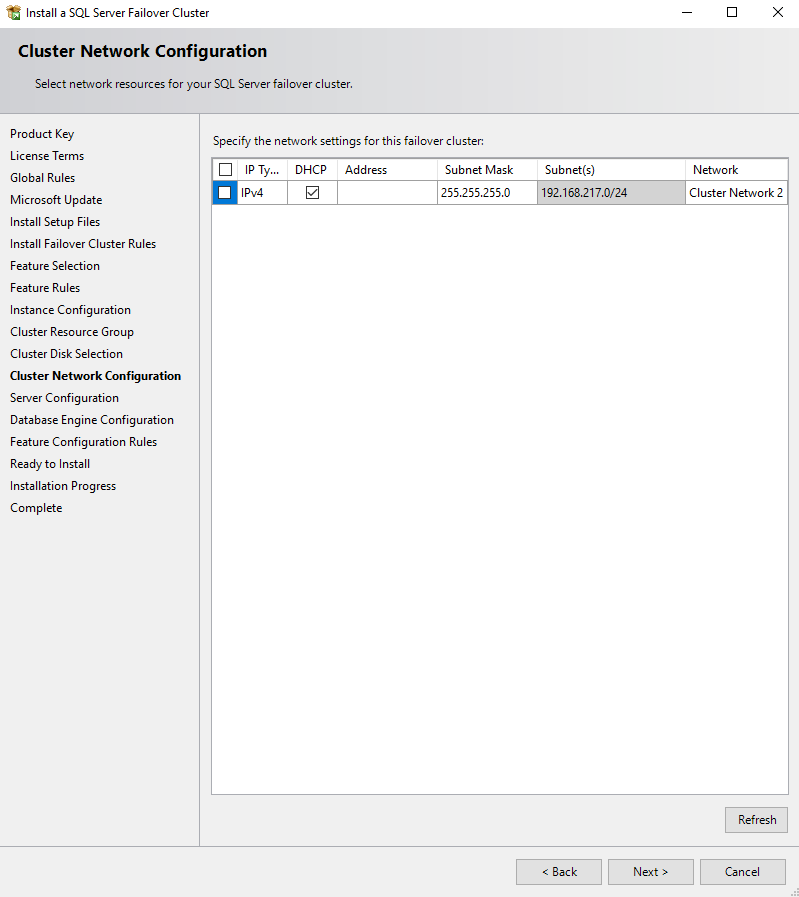 Install a SQL Server Failover Cluster
Cluster Network Configuration
Select network resources for your SQL Server failover cluster.
Product Key
License Terms
Global Rules
Microsoft Update
Install Setup Files
Install Failover Cluster Rules
Feature Selection
Feature Rules
Instance Configuration
Cluster Resource Group
Cluster Disk Selection
Cluster Network Configuration
Server Configuration
Database Engine Configuration
Feature Configuration Rules
Ready to Install
Installation Progress
Complete
Specify the network settings for this failover cluster:
IP Ty... DHCP Address Subnet Mask Subnet(s) Network
IPv4 255.255.255.0 192.168.217.0/24 Cluster Network 2
Refresh
< Back Next > Cancel